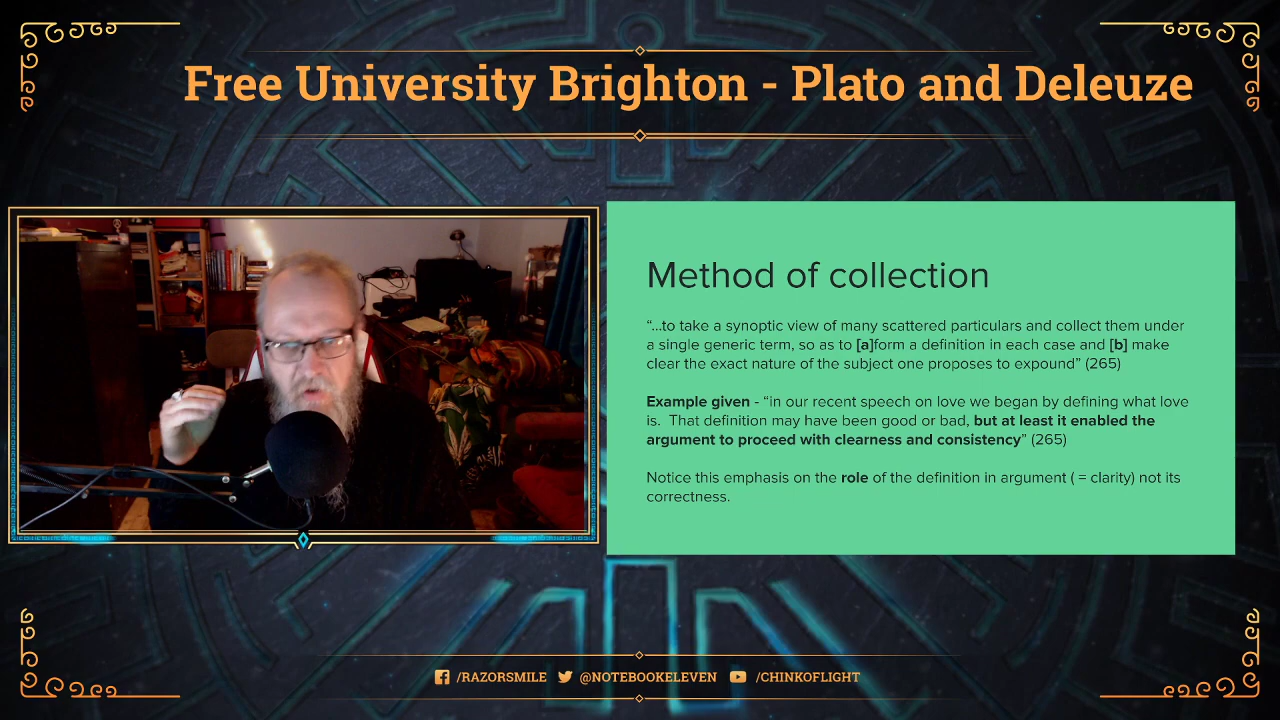 Free University Brighton - Plato and Deleuze
Method of collection
“...to take a synoptic view of many scattered particulars and collect them under
a single generic term, so as to [a]form a definition in each case and [b] make
clear the exact nature of the subject one proposes to expound” (265)
Example given - “in our recent speech on love we began by defining what love
is. That definition may have been good or bad, but at least it enabled the
argument to proceed with clearness and consistency” (265)
Notice this emphasis on the role of the definition in argument ( = clarity) not its
correctness.
/RAZORSMILE @NOTEBOOKELEVEN /CHINKOFLIGHT